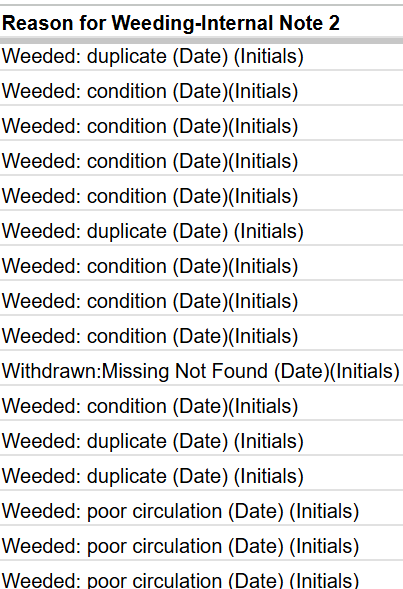 Reason for Weeding-Internal Note 2
Weeded: duplicate (Date) (Initials)
Weeded: condition (Date)(Initials)
Weeded: condition (Date)(Initials)
Weeded: condition (Date)(Initials)
Weeded: condition (Date)(Initials)
Weeded: duplicate (Date) (Initials)
Weeded: condition (Date)(Initials)
Weeded: condition (Date)(Initials)
Weeded: condition (Date)(Initials)
Withdrawn:Missing Not Found (Date)(Initials)
Weeded: condition (Date)(Initials)
Weeded: duplicate (Date) (Initials)
Weeded: duplicate (Date) (Initials)
Weeded: poor circulation (Date) (Initials)
Weeded: poor circulation (Date) (Initials)
Weeded: poor circulation (Date) (Initials)